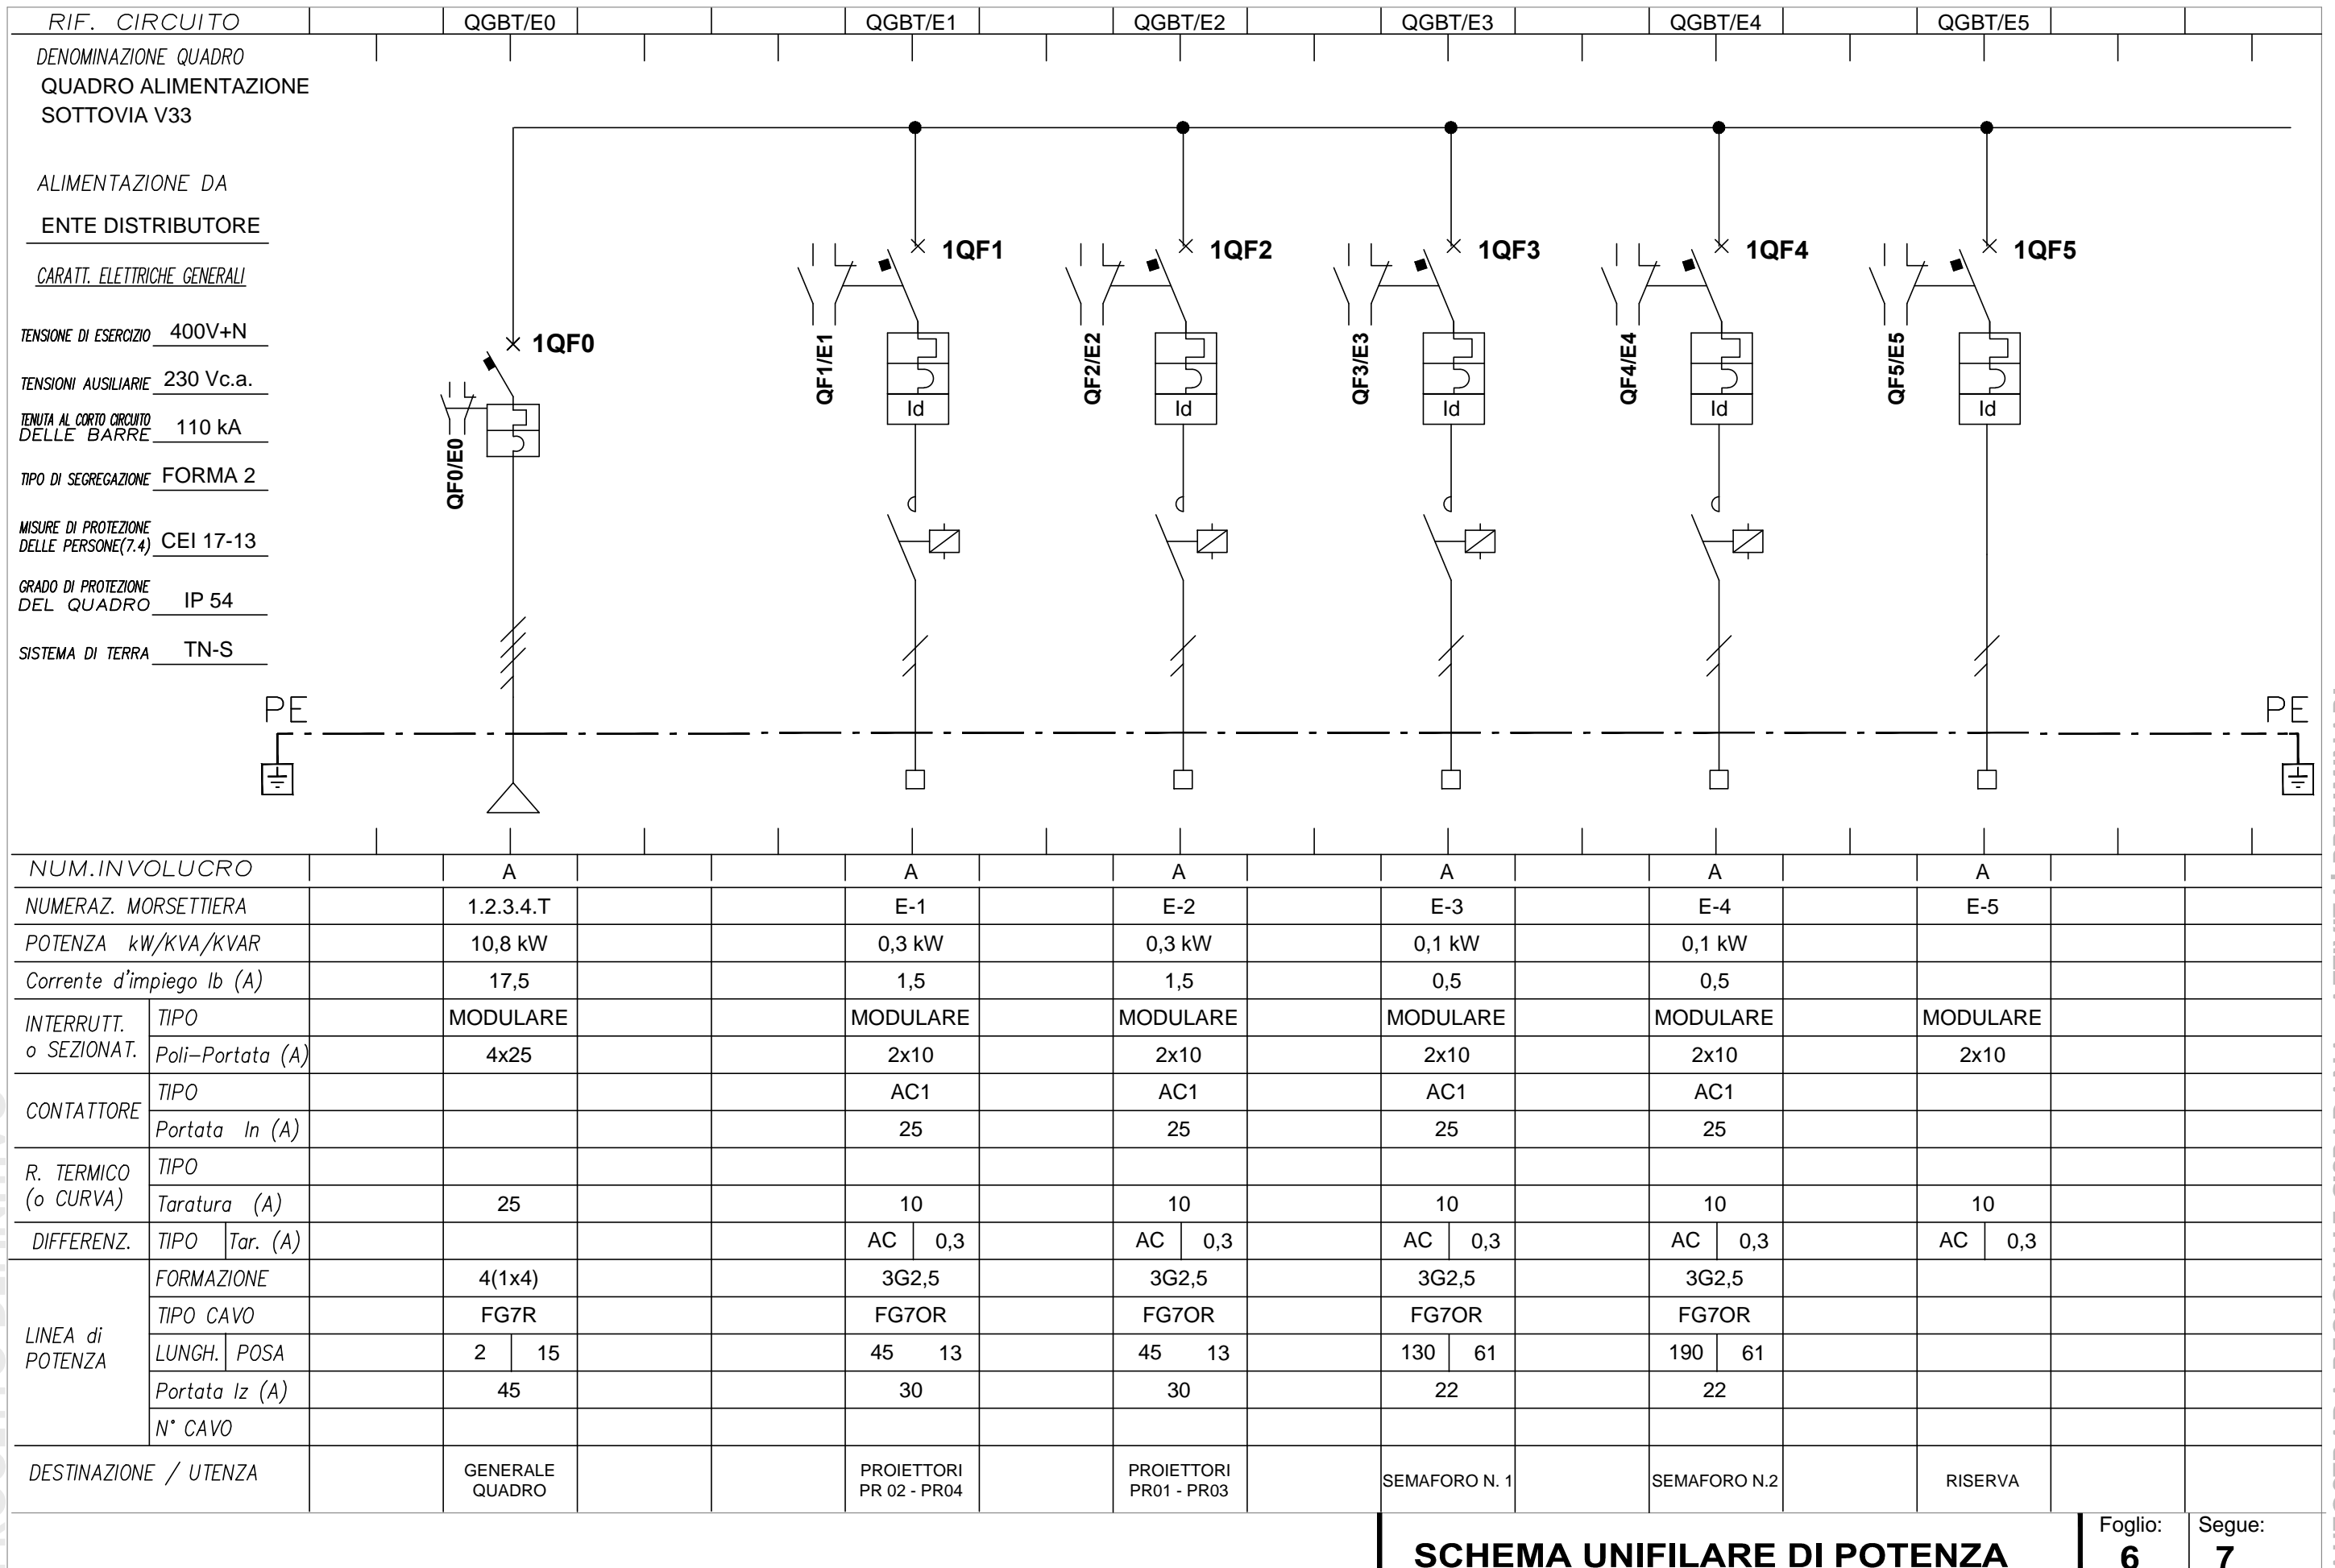 RIF. CIRCUITO QGBT/E0 QGBT/E1 QGBT/E2 QGBT/E3 QGBT/E4 QGBT/E5
DENOMINAZIONE QUADRO
QUADRO ALIMENTAZIONE
SOTTOVIA V33
ALIMENTAZIONE DA
ENTE DISTRIBUTORE
CARATT. ELETTRICHE GENERALI
TENSIONE DI ESERCIZIO 400V+N
TENSIONI AUSILIARIE 230 Vc.a.
TENUTA AL CORTO CIRCUITO
DELLE BARRE 110 kA
TIPO DI SEGREGAZIONE FORMA 2
MISURE DI PROTEZIONE
DELLE PERSONE(7.4) CEI 17-13
GRADO DI PROTEZIONE
DEL QUADRO IP 54
SISTEMA DI TERRA TN-S
1QF0
QF0/E0
1QF1 1QF2 1QF3 1QF4 1QF5
QF1/E1 QF2/E2 QF3/E3 QF4/E4 QF5/E5
Id Id Id Id Id
PE PE
NUM.INVOLUCRO A A A A A A
NUMERAZ. MORSETTIERA 1.2.3.4.T E-1 E-2 E-3 E-4 E-5
POTENZA kW/KVA/KVAR 10,8 kW 0,3 kW 0,3 kW 0,1 kW 0,1 kW
Corrente d'impiego Ib (A) 17,5 1,5 1,5 0,5 0,5
INTERRUTT.
o SEZIONAT.
TIPO MODULARE MODULARE MODULARE MODULARE MODULARE MODULARE
Poli-Portata (A) 4x25 2x10 2x10 2x10 2x10 2x10
CONTATTORE
TIPO AC1 AC1 AC1 AC1
Portata In (A) 25 25 25 25
R. TERMICO
(o CURVA)
TIPO
Taratura (A) 25 10 10 10 10 10
DIFFERENZ. TIPO Tar. (A) AC 0,3 AC 0,3 AC 0,3 AC 0,3 AC 0,3
LINEA di
POTENZA
FORMAZIONE 4(1x4) 3G2,5 3G2,5 3G2,5 3G2,5
TIPO CAVO FG7R FG7OR FG7OR FG7OR FG7OR
LUNGH. POSA 2 15 45 13 45 13 130 61 190 61
Portata Iz (A) 45 30 30 22 22
N° CAVO
DESTINAZIONE / UTENZA
GENERALE
QUADRO
PROIETTORI
PR 02 - PR04
PROIETTORI
PR01 - PR03
SEMAFORO N. 1
SEMAFORO N.2
RISERVA
SCHEMA UNIFILARE DI POTENZA
Foglio:
6
Segue:
7